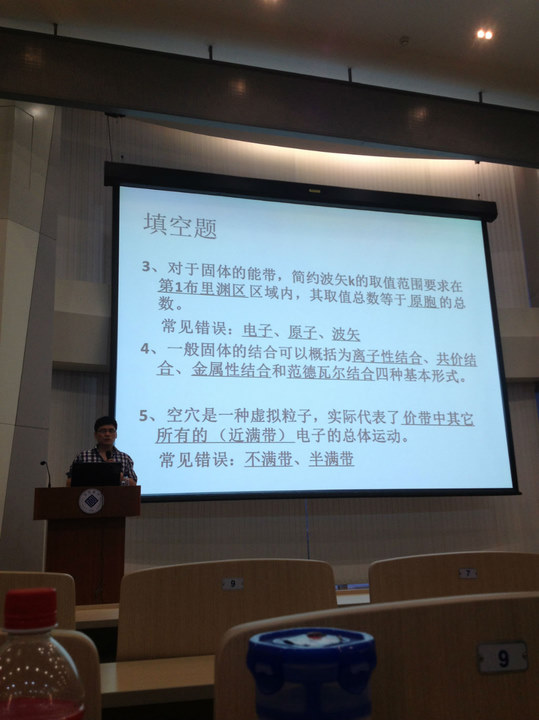 填空题
3、对于固体的能带，简约波矢k的取值范围要求在
第1布里渊区区域内，其取值总数等于原胞的总
数。
常见错误：电子、原子、波矢
4、一般固体的结合可以概括为离子性结合、共价结
合、金属性结合和范德瓦尔结合四种基本形式。
5、空穴是一种虚拟粒子，实际代表了价带中其它
所有的（近满带）电子的总体运动。
常见错误：不满带、半满带
9
7
9